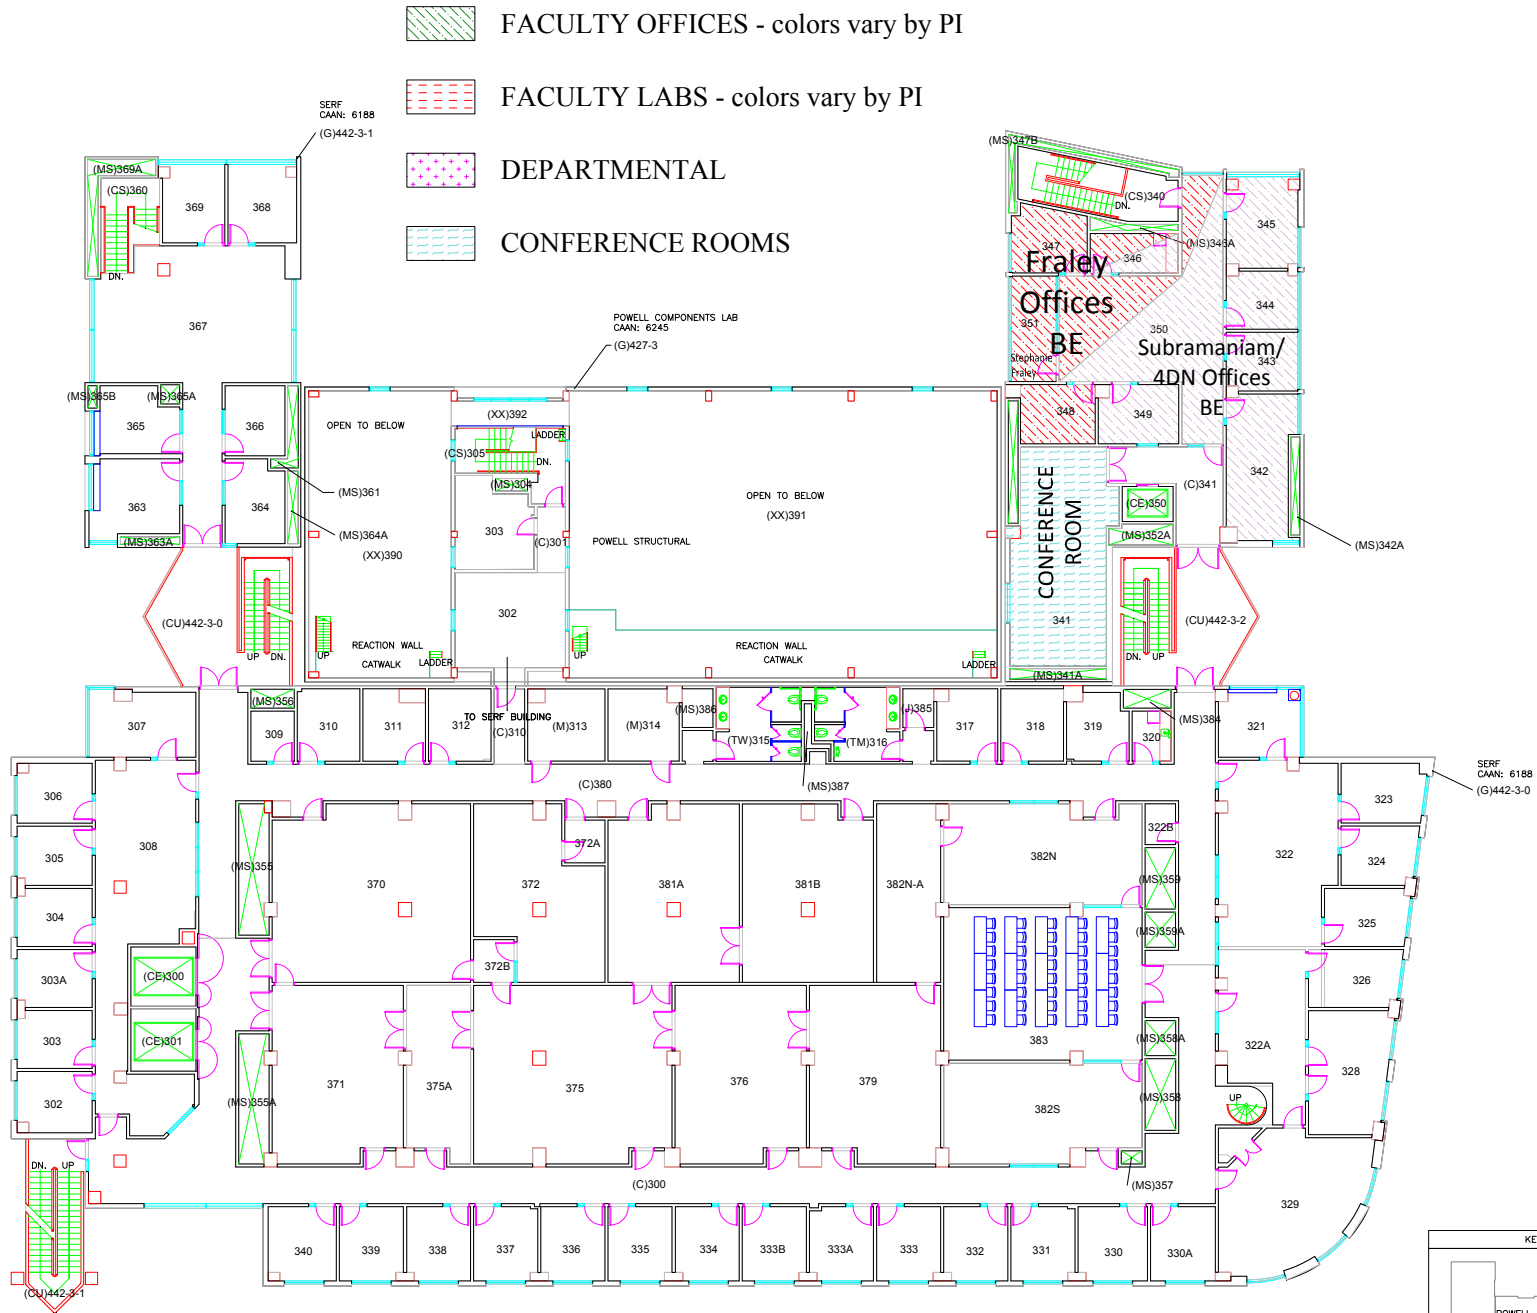 FACULTY OFFICES - colors vary by PI
FACULTY LABS - colors vary by PI
DEPARTMENTAL
CONFERENCE ROOMS
SERF
CAAN: 6188
(G)442-3-1
(MS)369A
(CS)360
369
368
DN.
367
(MS)365B
(MS)365A
365
366
363
364
(MS)361
(MS)364A
(MS)363A
(XX)390
(CU)442-3-0
UP
DN.
POWELL COMPONENTS LAB
CAAN: 6245
(G)427-3
OPEN TO BELOW
(XX)392
LADDER
(CS)305
DN.
(MS)304
303
(C)301
302
OPEN TO BELOW
(XX)391
POWELL STRUCTURAL
UP
REACTION WALL
CATWALK
LADDER
UP
REACTION WALL
CATWALK
LADDER
TO SERF BUILDING
(MS)347B
(CS)340
DN.
347
346
(MS)346A
345
344
343
350
351
Fraley
Offices
BE
Stephanie
Fraley
Subramaniam/
4DN Offices
BE
348
349
342
(C)341
(CE)350
(MS)352A
(MS)342A
CONFERENCE
ROOM
341
(MS)341A
DN.
UP
(CU)442-3-2
307
(MS)356
309
310
311
312
(C)310
(M)313
(M)314
(MS)386
(TW)315
(TM)316
(J)385
317
318
319
320
(MS)384
321
(C)380
(MS)387
SERF
CAAN: 6188
(G)442-3-0
306
305
304
303A
303
302
308
(CE)300
(CE)301
(MS)355
(MS)355A
370
372
372A
372B
381A
381B
382N-A
382N
322B
(MS)359
(MS)359A
383
(MS)358A
(MS)358
382S
371
375A
375
376
379
(MS)357
322
322A
323
324
325
326
328
UP
329
(C)300
DN.
UP
(CU)442-3-1
340
339
338
337
336
335
334
333B
333A
333
332
331
330
330A
KE
POWELL